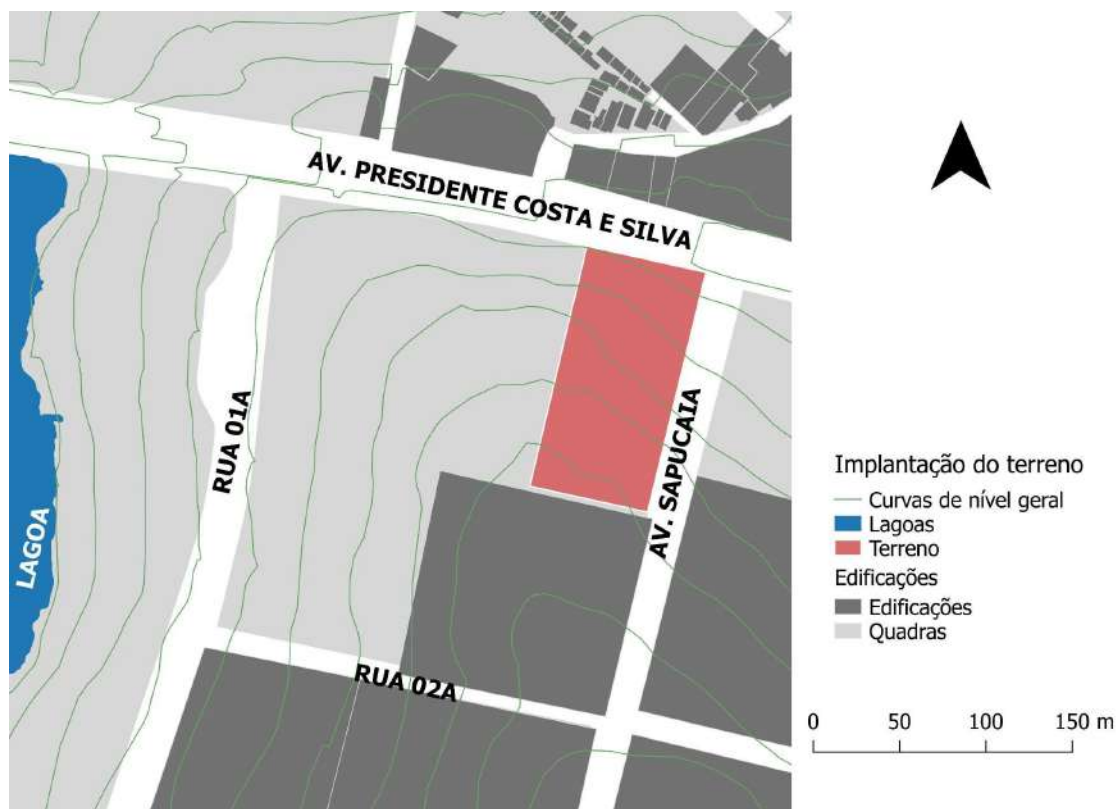 AV. PRESIDENTE COSTA E SILVA
RUA 01A
AV. SAPUCAIA
LAGOA
RUA 02A
Implantação do terreno
Curvas de nível geral
Lagoas
Terreno
Edificações
Edificações
Quadras
0 50 100 150 m